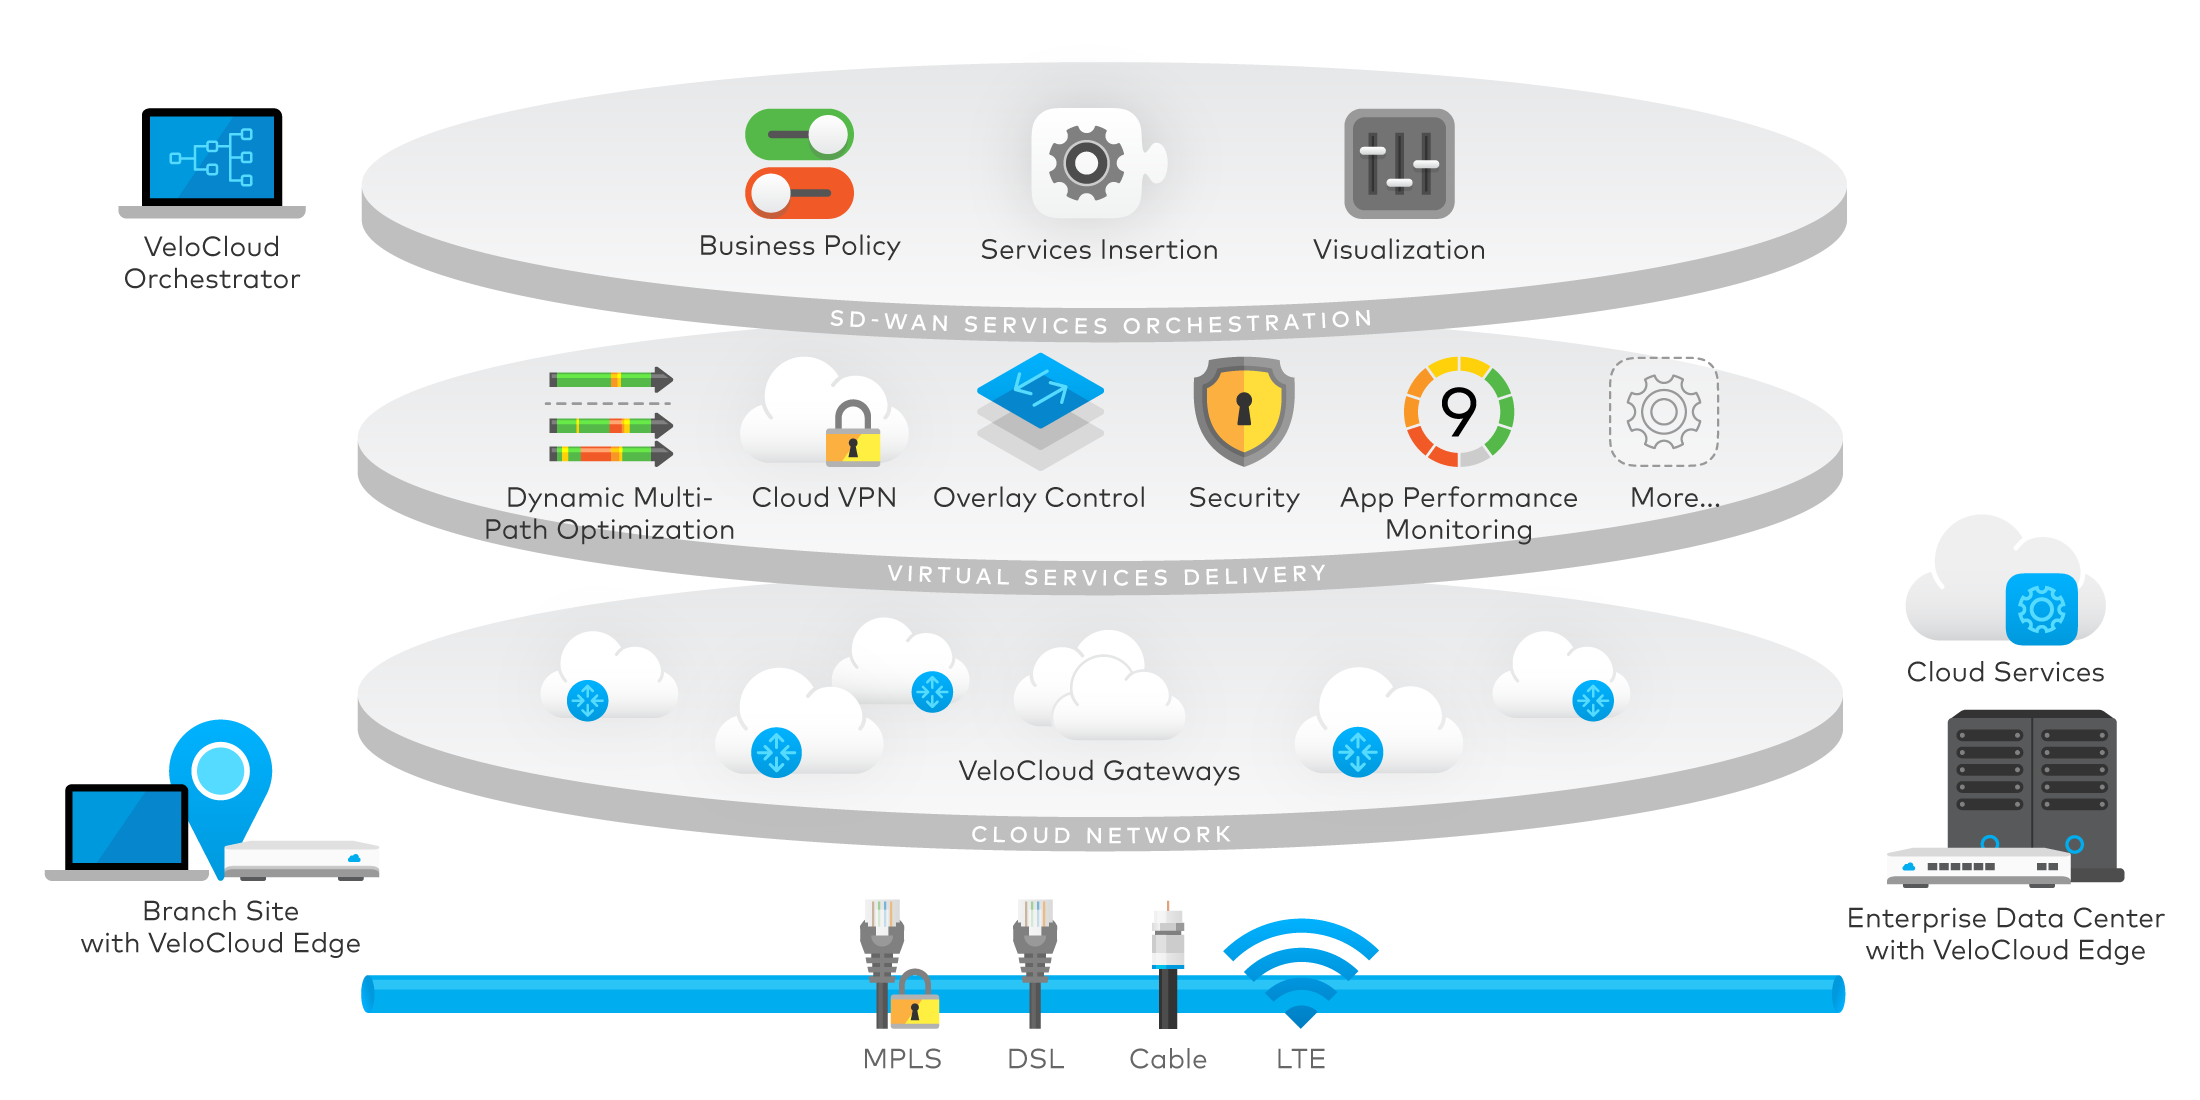 VeloCloud
Orchestrator
Business Policy
Services Insertion
Visualization
SD-WAN SERVICES ORCHESTRATION
Dynamic Multi-
Path Optimization
Cloud VPN
Overlay Control
Security
9
App Performance
Monitoring
More...
VIRTUAL SERVICES DELIVERY
VeloCloud Gateways
CLOUD NETWORK
Cloud Services
Branch Site
with VeloCloud Edge
Enterprise Data Center
with VeloCloud Edge
MPLS
DSL
Cable
LTE